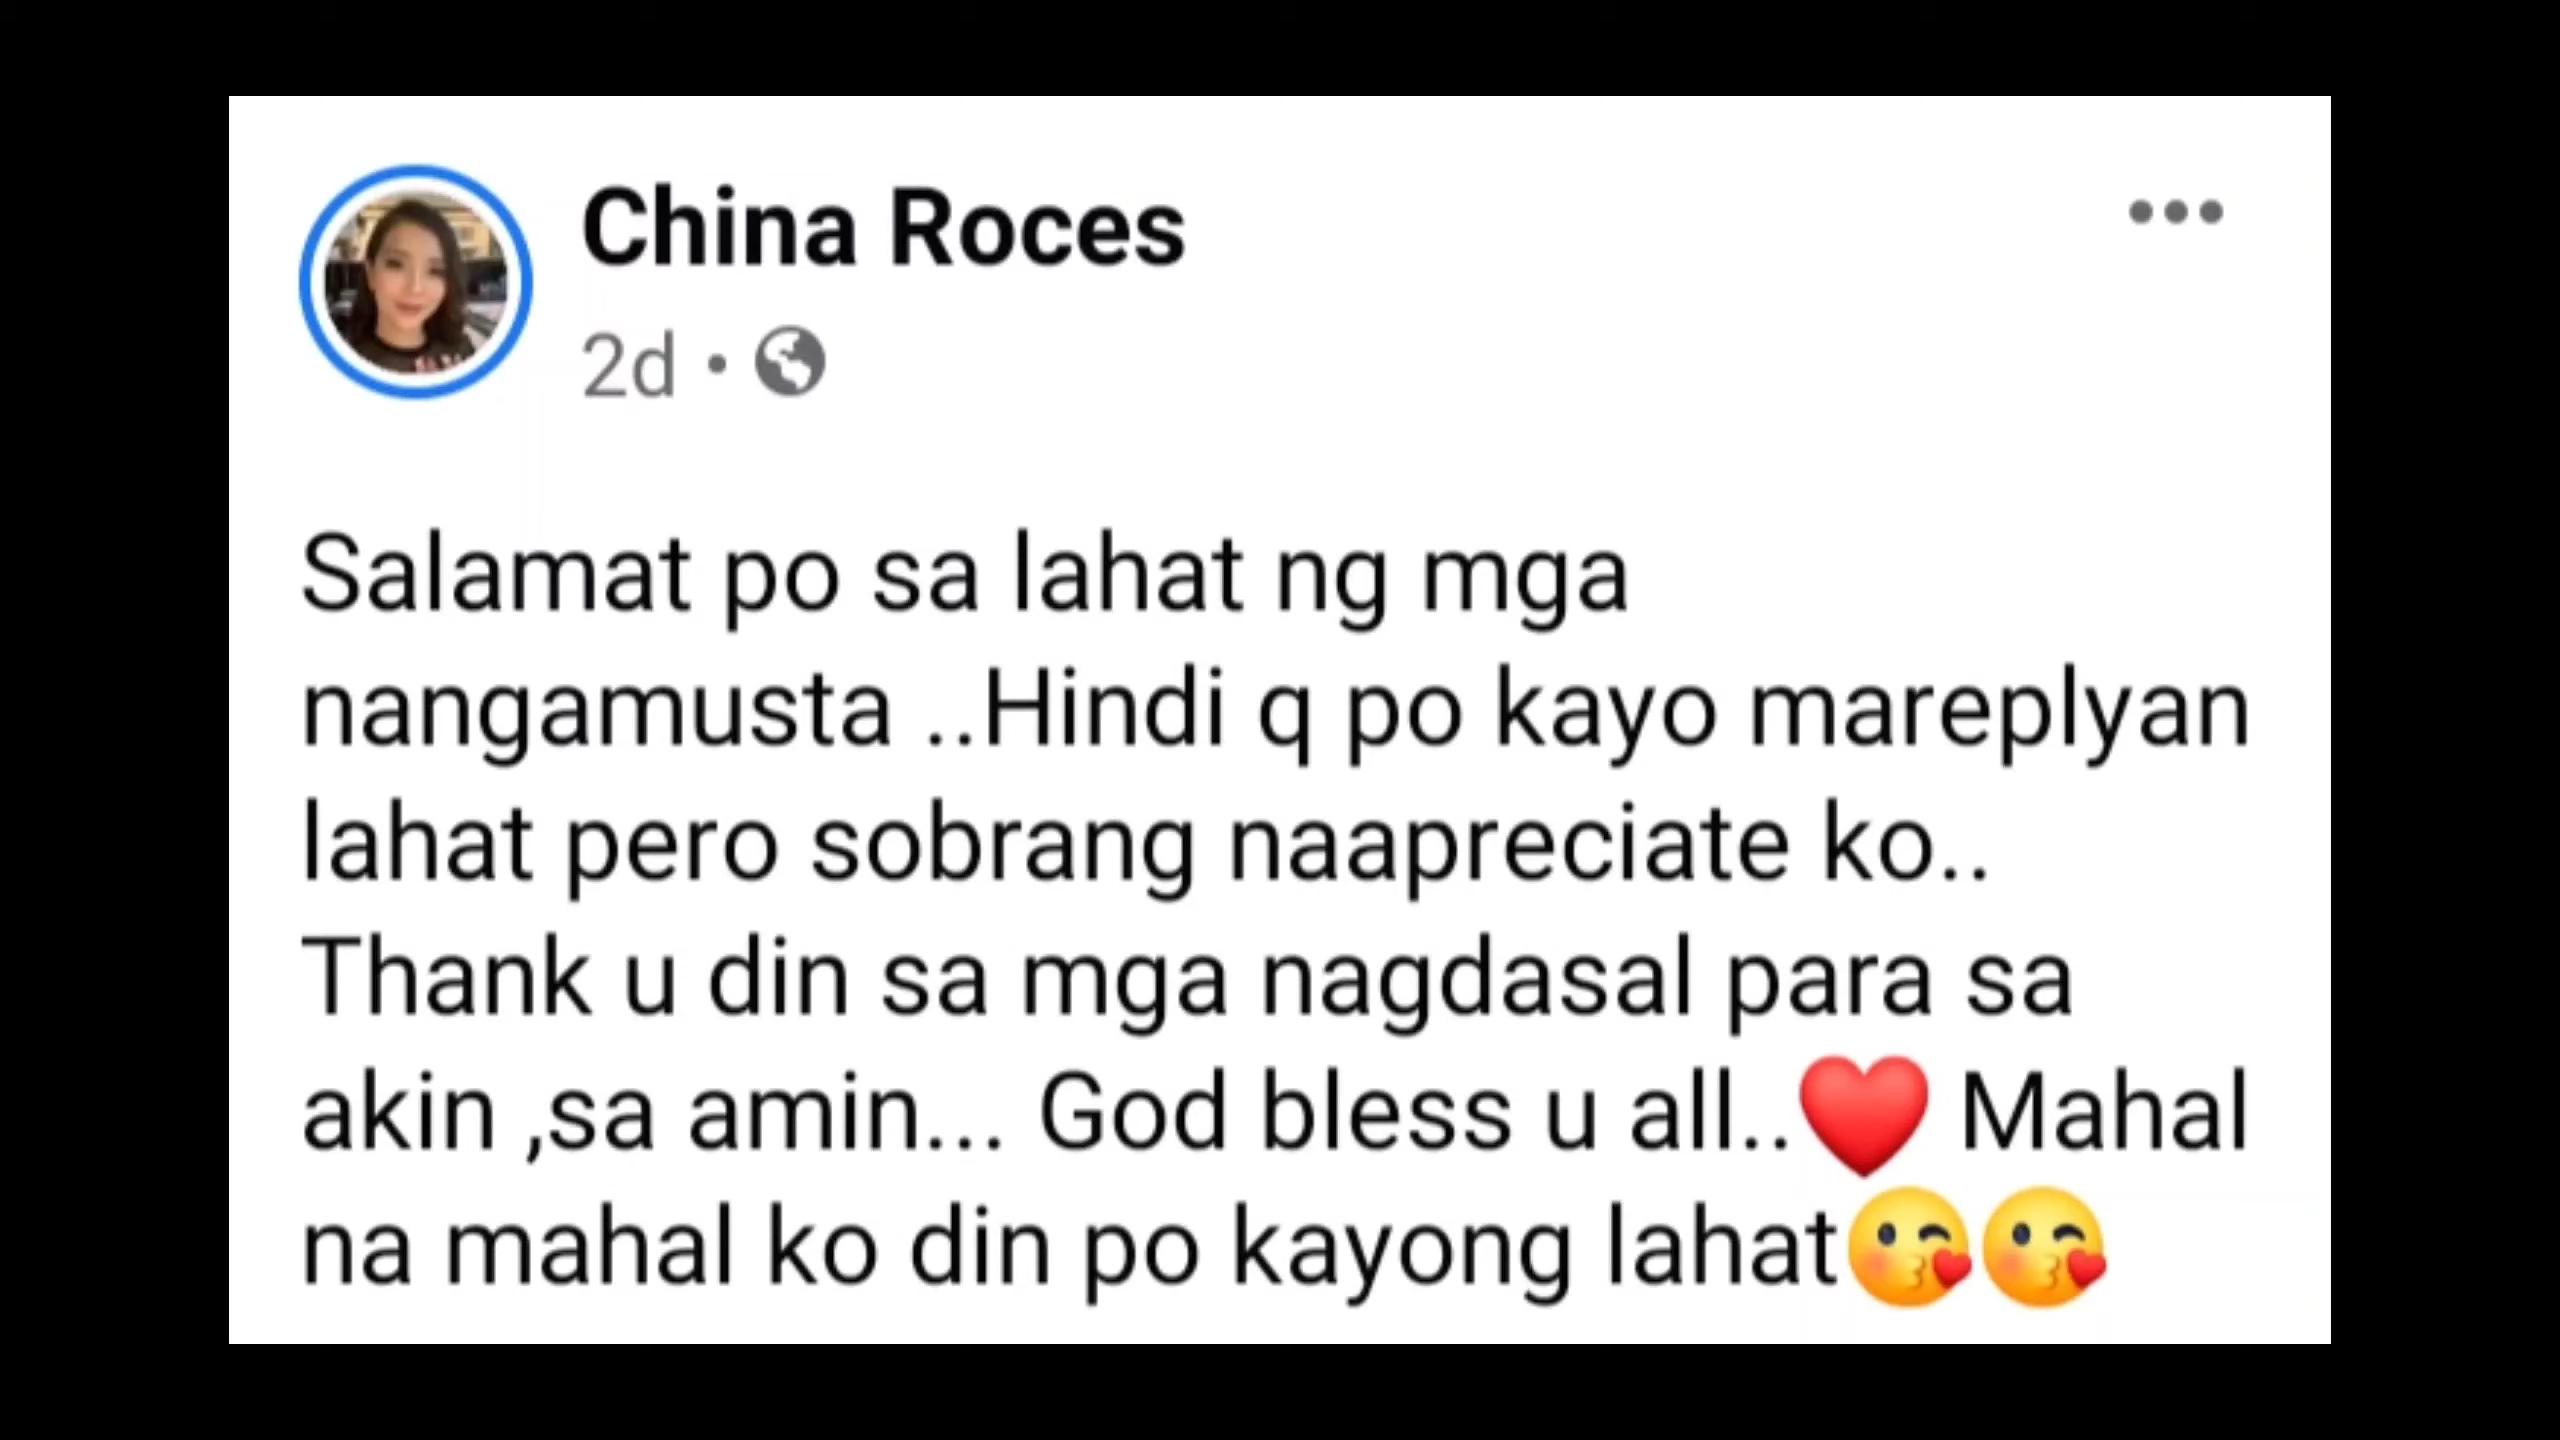 China Roces
2d •
Salamat po sa lahat ng mga
nangamusta ..Hindi q po kayo mareplyan
lahat pero sobrang naapreciate ko..
Thank u din sa mga nagdasal para sa
akin ,sa amin... God bless u all..❤️ Mahal
na mahal ko din po kayong lahat😘😘